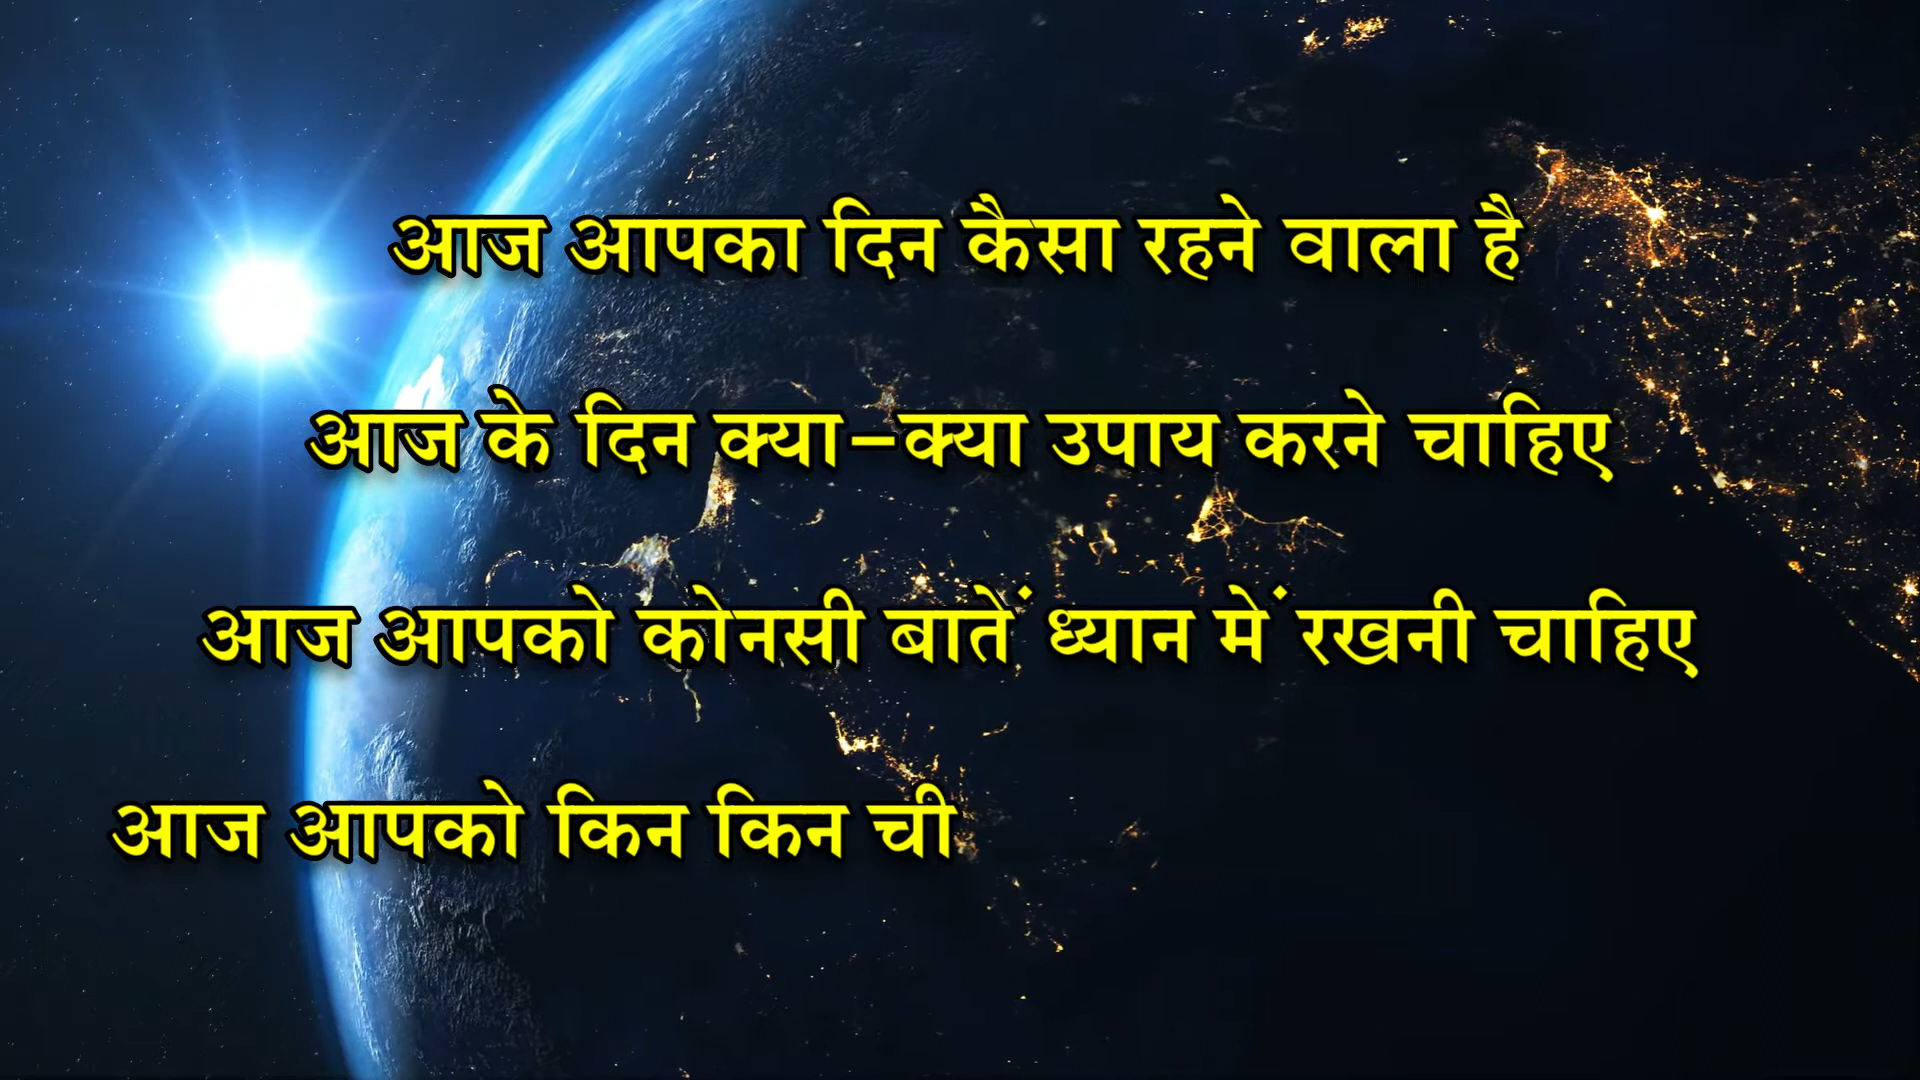 आज आपका दिन कैसा रहने वाला है
आज के दिन क्या-क्या उपाय करने चाहिए
आज आपको कोनसी बातें ध्यान में रखनी चाहिए
आज आपको किन किन ची